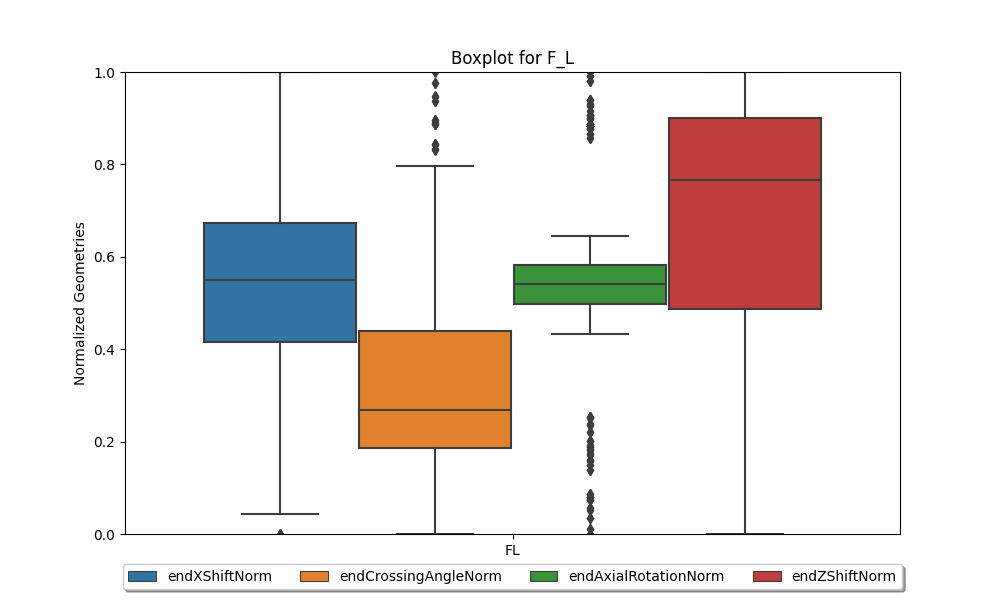 Boxplot for F_L
Normalized Geometries
1.0
0.8
0.6
0.4
0.2
0.0
FL
endXShiftNorm endCrossingAngleNorm endAxialRotationNorm endZShiftNorm